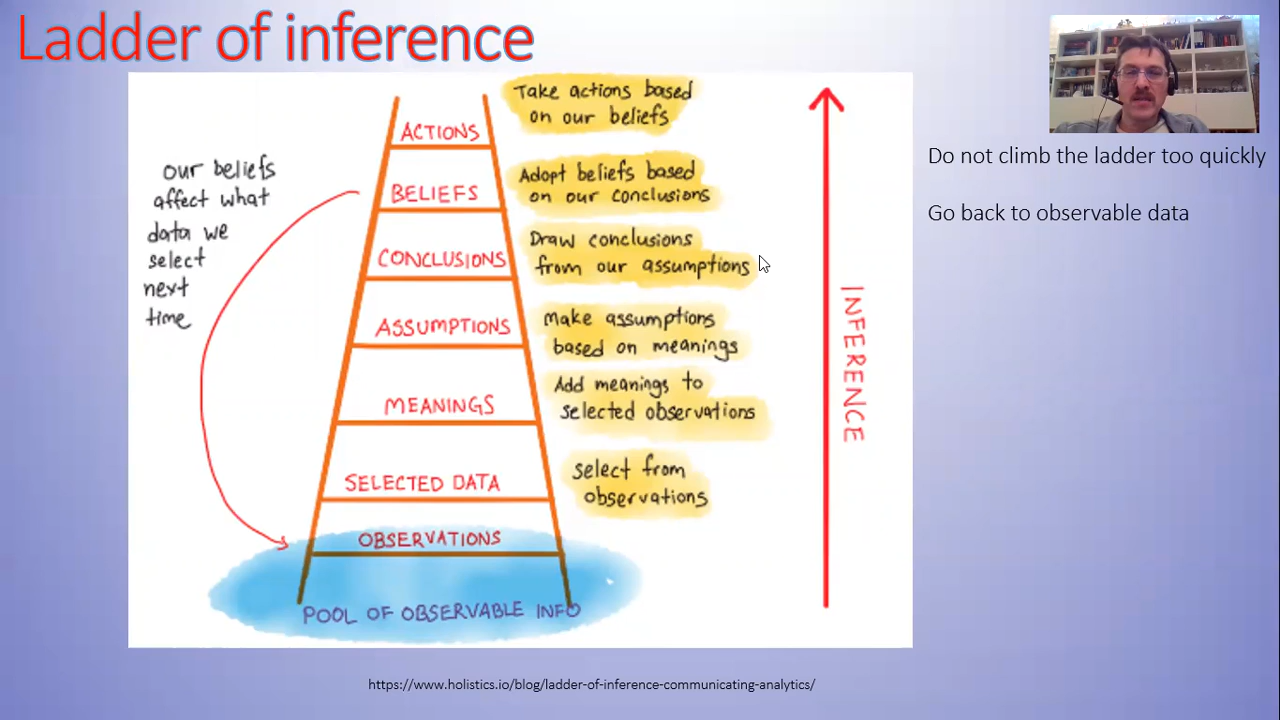 Ladder of inference
Take actions based
on our beliefs
ACTIONS
our beliefs
affect what
data we
select
next
time
Adopt beliefs based
on our conclusions
BELIEFS
Draw conclusions
from our assumptions
CONCLUSIONS
Make assumptions
based on meanings
ASSUMPTIONS
Add meanings to
selected observations
MEANINGS
select from
observations
SELECTED DATA
OBSERVATIONS
POOL OF OBSERVABLE INFO
INFERENCE
Do not climb the ladder too quickly
Go back to observable data
https://www.holistics.io/blog/ladder-of-inference-communicating-analytics/